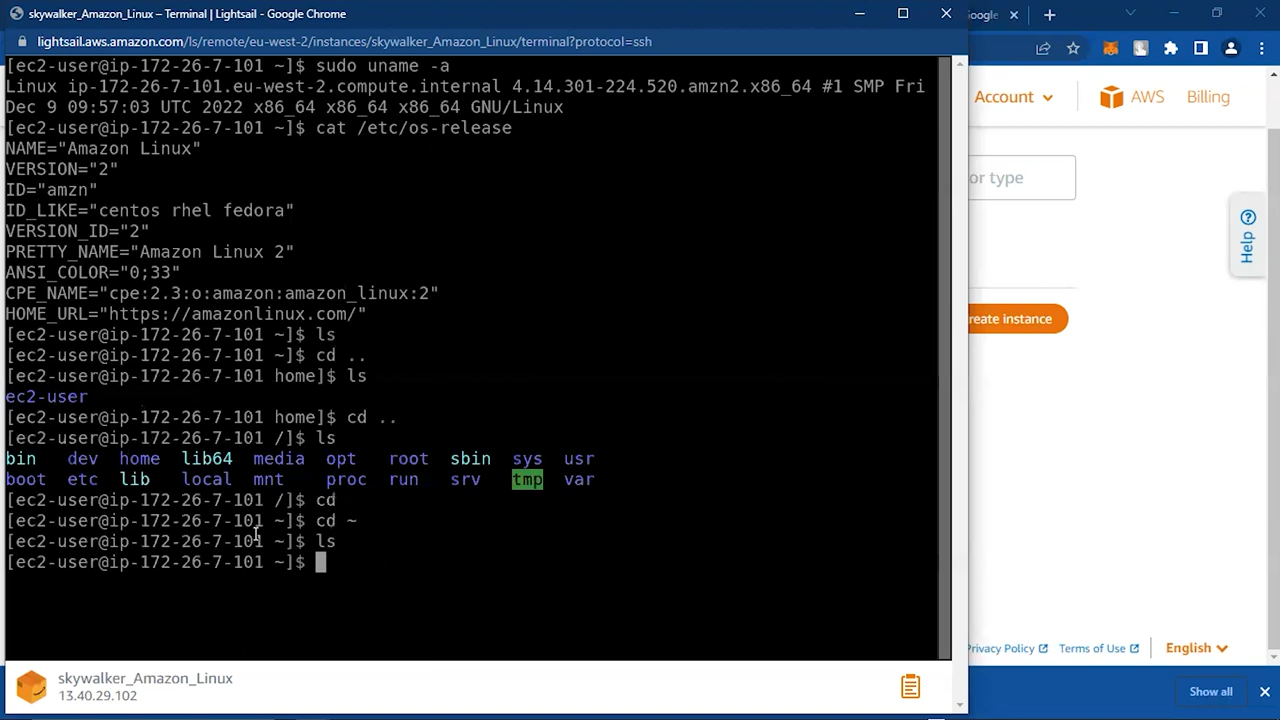 skywalker_Amazon_Linux – Terminal | Lightsail - Google Chrome
oogle
lightsail.aws.amazon.com/ls/remote/eu-west-2/instances/skywalker_Amazon_Linux/terminal?protocol=ssh
[ec2-user@ip-172-26-7-101 ~]$ sudo uname -a
Linux ip-172-26-7-101.eu-west-2.compute.internal 4.14.301-224.520.amzn2.x86_64 #1 SMP Fri
Dec 9 09:57:03 UTC 2022 x86_64 x86_64 x86_64 GNU/Linux
[ec2-user@ip-172-26-7-101 ~]$ cat /etc/os-release
NAME="Amazon Linux"
VERSION="2"
ID="amzn"
ID_LIKE="centos rhel fedora"
VERSION_ID="2"
PRETTY_NAME="Amazon Linux 2"
ANSI_COLOR="0;33"
CPE_NAME="cpe:2.3:o:amazon:amazon_linux:2"
HOME_URL="https://amazonlinux.com/"
[ec2-user@ip-172-26-7-101 ~]$ ls
[ec2-user@ip-172-26-7-101 ~]$ cd ..
[ec2-user@ip-172-26-7-101 home]$ ls
ec2-user
[ec2-user@ip-172-26-7-101 home]$ cd ..
[ec2-user@ip-172-26-7-101 /]$ ls
bin dev home lib64 media opt root sbin sys usr
boot etc lib local mnt proc run srv tmp var
[ec2-user@ip-172-26-7-101 /]$ cd
[ec2-user@ip-172-26-7-101 ~]$ cd ~
[ec2-user@ip-172-26-7-101 ~]$ ls
[ec2-user@ip-172-26-7-101 ~]$
skywalker_Amazon_Linux
13.40.29.102
Account
AWS
Billing
or type
Help
reate instance
Privacy Policy
Terms of Use
English
Show all